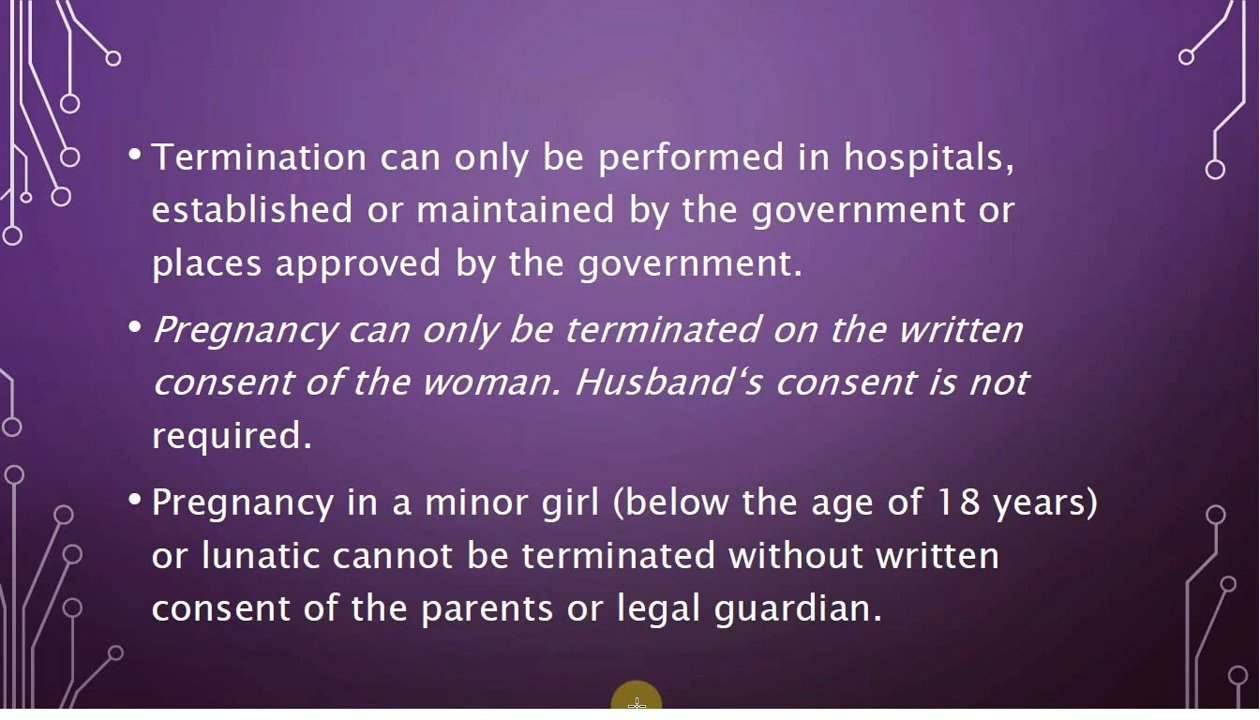 • Termination can only be performed in hospitals,
established or maintained by the government or
places approved by the government.
• Pregnancy can only be terminated on the written
consent of the woman. Husband‘s consent is not
required.
• Pregnancy in a minor girl (below the age of 18 years)
or lunatic cannot be terminated without written
consent of the parents or legal guardian.